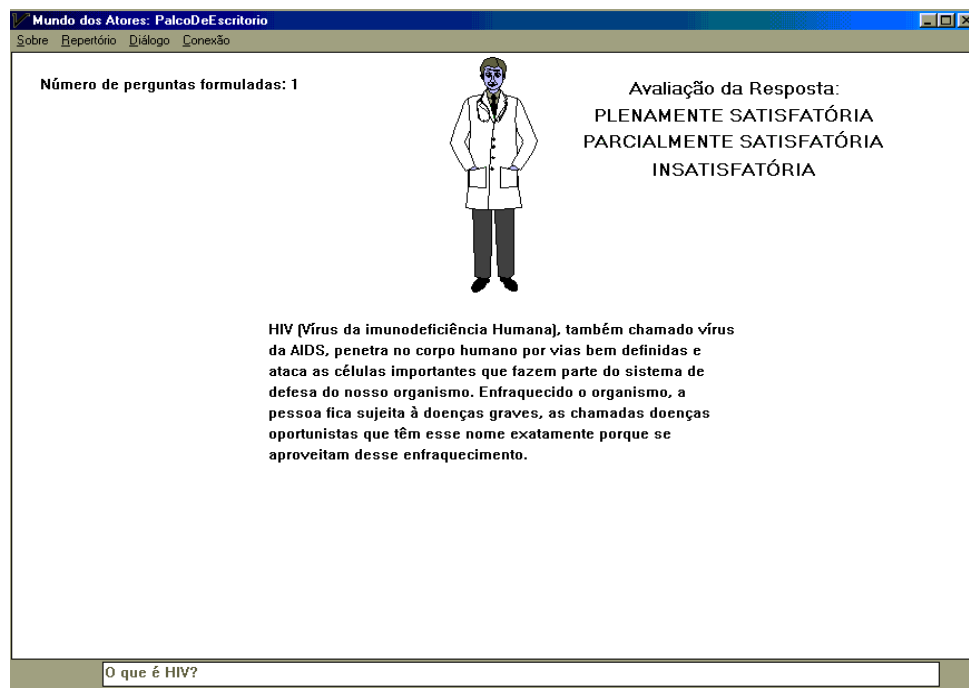 Mundo dos Atores: PalcoDeEscritorio
Sobre Repertório Diálogo Conexão
Número de perguntas formuladas: 1
Avaliação da Resposta:
PLENAMENTE SATISFATÓRIA
PARCIALMENTE SATISFATÓRIA
INSATISFATÓRIA
HIV (Vírus da imunodeficiência Humana), também chamado vírus
da AIDS, penetra no corpo humano por vias bem definidas e
ataca as células importantes que fazem parte do sistema de
defesa do nosso organismo. Enfraquecido o organismo, a
pessoa fica sujeita à doenças graves, as chamadas doenças
oportunistas que têm esse nome exatamente porque se
aproveitam desse enfraquecimento.
O que é HIV?